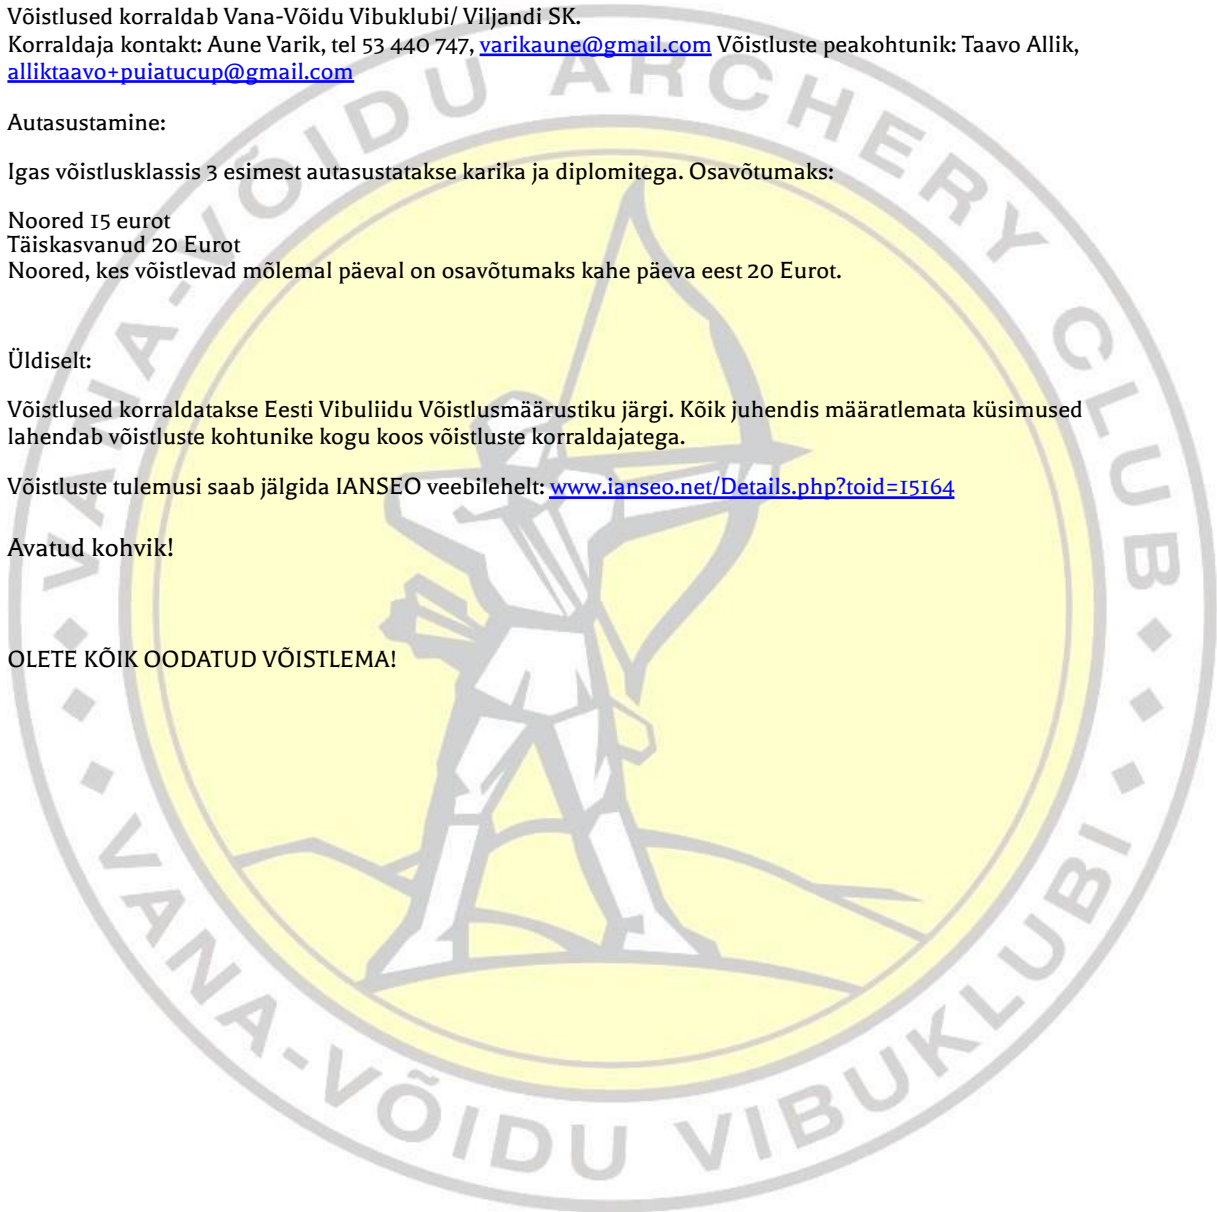 Võistlused korraldab Vana-Võidu Vibuklubi/ Viljandi SK.
Korraldaja kontakt: Aune Varik, tel 53 440 747, varikaune@gmail.com Võistluste peakohtunik: Taavo Allik,
alliktaavo+puiatucup@gmail.com
Autasustamine:
Igas võistlusklassis 3 esimest autasustatakse karika ja diplomitega. Osavõtumaks:
Noored 15 eurot
Täiskasvanud 20 Eurot
Noored, kes võistlevad mõlemal päeval on osavõtumaks kahe päeva eest 20 Eurot.
Üldiselt:
Võistlused korraldatakse Eesti Vibuliidu Võistlusmäärustiku järgi. Kõik juhendis määratlemata küsimused
lahendab võistluste kohtunike kogu koos võistluste korraldajatega.
Võistluste tulemusi saab jälgida IANSEO veebilehelt: www.ianseo.net/Details.php?toid=15164
Avatud kohvik!
OLETE KÕIK OODATUD VÕISTLEMA!
VANA-VÕIDU ARCHERY CLUB
VANA-VÕIDU VIBUKLUBI